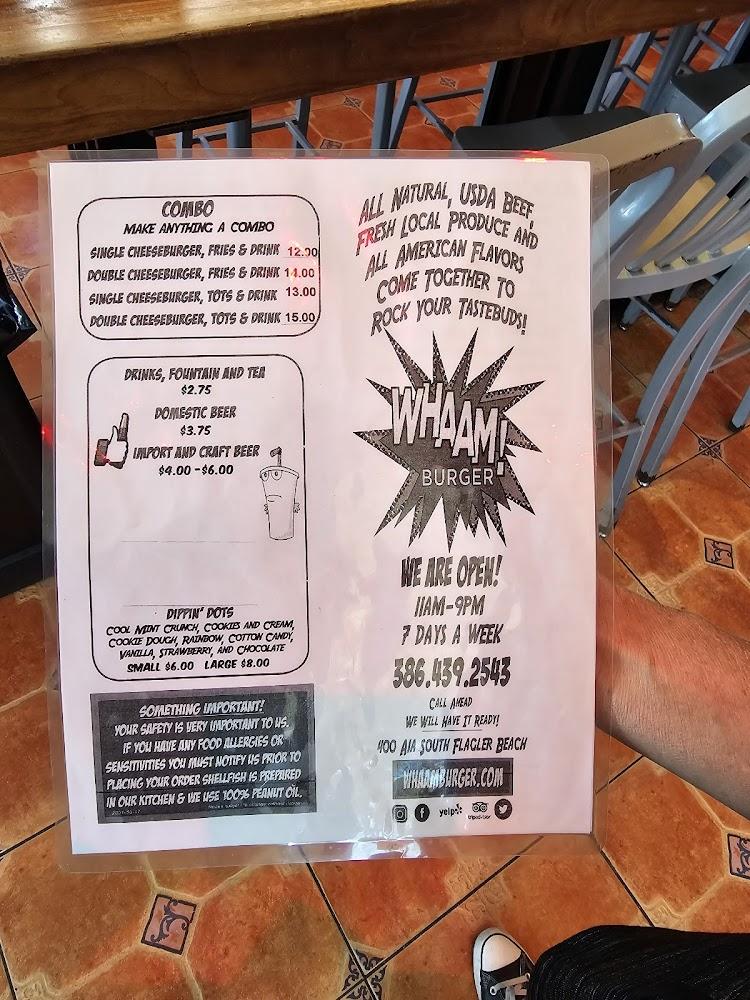 COMBO
MAKE ANYTHING A COMBO
SINGLE CHEESEBURGER, FRIES & DRINK 12.00
DOUBLE CHEESEBURGER, FRIES & DRINK 14.00
SINGLE CHEESEBURGER, TOTS & DRINK 13.00
DOUBLE CHEESEBURGER, TOTS & DRINK 15.00
DRINKS, FOUNTAIN AND TEA
$2.75
DOMESTIC BEER
$3.75
IMPORT AND CRAFT BEER
$4.00 - $6.00
DIPPIN' DOTS
COOL MINT CRUNCH, COOKIES AND CREAM,
COOKIE DOUGH, RAINBOW, COTTON CANDY,
VANILLA, STRAWBERRY, AND CHOCOLATE
SMALL $6.00 LARGE $8.00
SOMETHING IMPORTANT!
YOUR SAFETY IS VERY IMPORTANT TO US.
IF YOU HAVE ANY FOOD ALLERGIES OR
SENSITIVITIES YOU MUST NOTIFY US PRIOR TO
PLACING YOUR ORDER SHELLFISH IS PREPARED
IN OUR KITCHEN & WE USE 100% PEANUT OIL.
ALL NATURAL, USDA BEEF,
FRESH LOCAL PRODUCE AND
ALL AMERICAN FLAVORS
COME TOGETHER TO
ROCK YOUR TASTEBUDS!
WHAAM!
BURGER
WE ARE OPEN!
11AM-9PM
7 DAYS A WEEK
386.439.2543
CALL AHEAD
WE WILL HAVE IT READY!
400 A1A SOUTH FLAGLER BEACH
WHAAMBURGER.COM
yelp